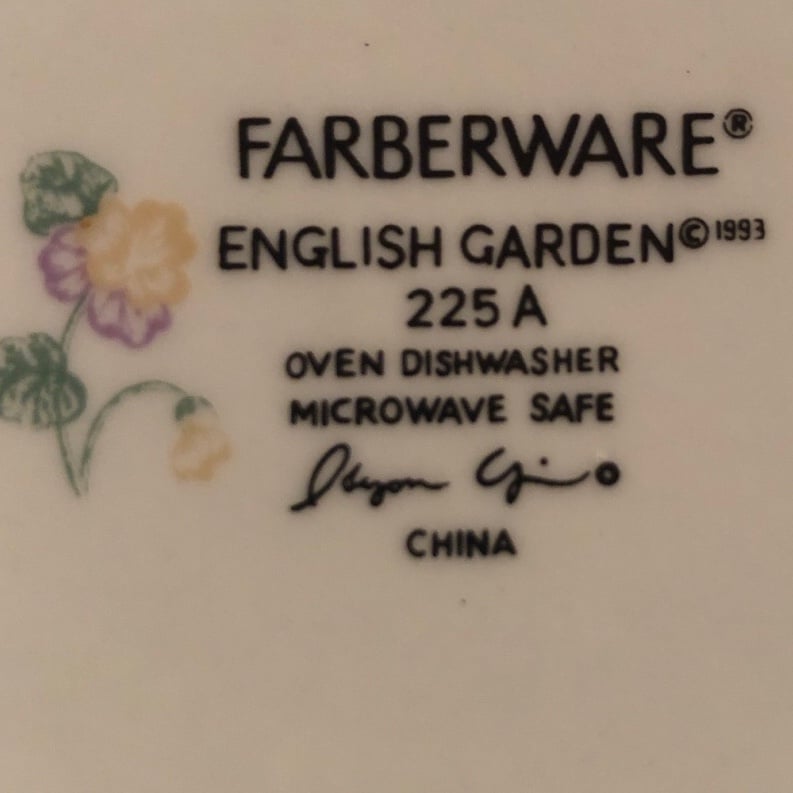 FARBERWARE®
ENGLISH GARDEN© 1993
225 A
OVEN DISHWASHER
MICROWAVE SAFE
CHINA